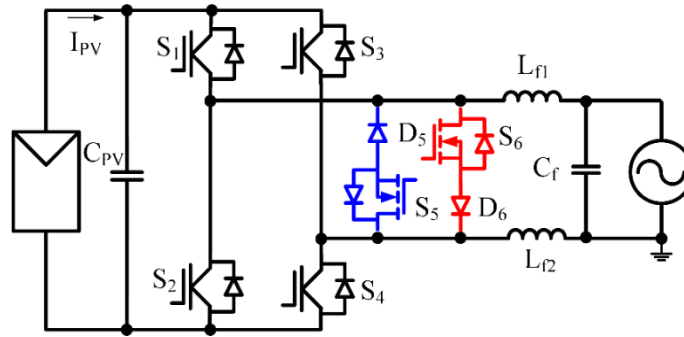 I_PV
S_1
S_3
L_f1
C_PV
D_5
S_6
C_f
S_5
D_6
S_2
S_4
L_f2